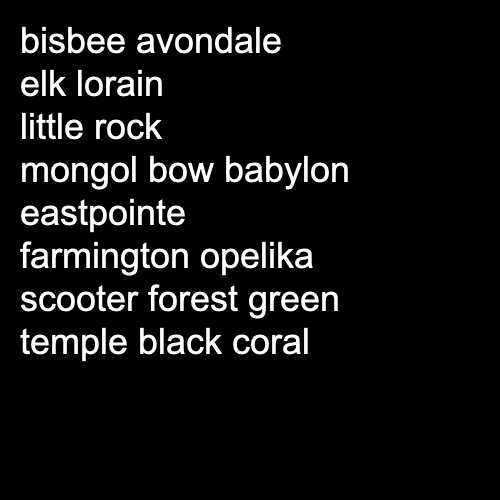 bisbee avondale
elk lorain
little rock
mongol bow babylon
eastpointe
farmington opelika
scooter forest green
temple black coral